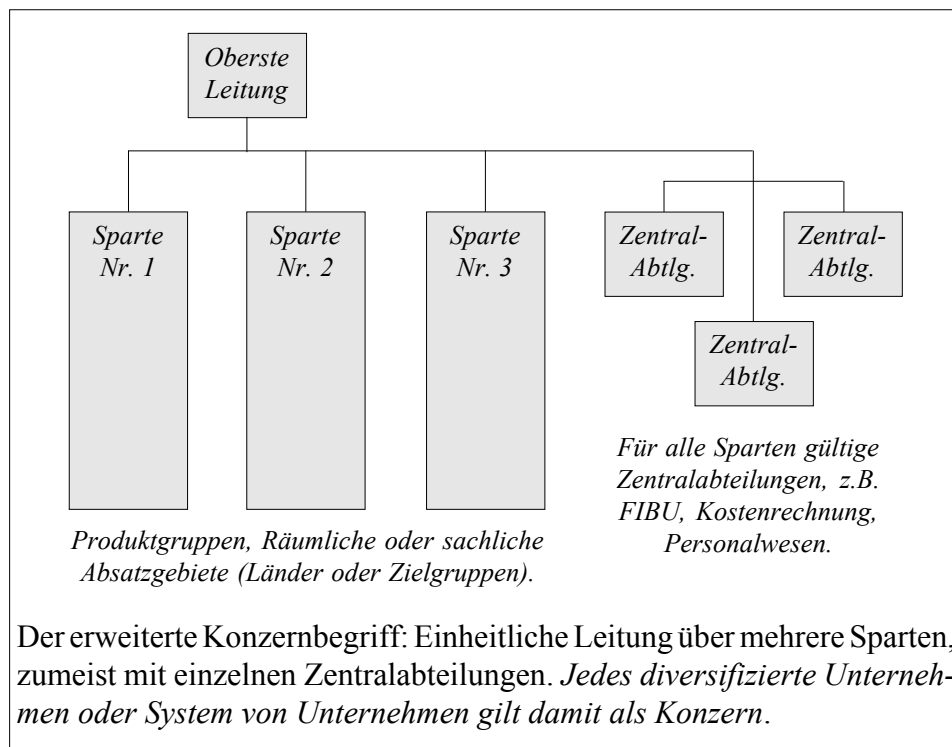 Oberste
Leitung
Sparte
Nr. 1
Sparte
Nr. 2
Sparte
Nr. 3
Zentral-
Abtlg.
Zentral-
Abtlg.
Zentral-
Abtlg.
Für alle Sparten gültige
Zentralabteilungen, z.B.
FIBU, Kostenrechnung,
Personalwesen.
Produktgruppen, Räumliche oder sachliche
Absatzgebiete (Länder oder Zielgruppen).
Der erweiterte Konzernbegriff: Einheitliche Leitung über mehrere Sparten,
zumeist mit einzelnen Zentralabteilungen. Jedes diversifizierte Unterneh-
men oder System von Unternehmen gilt damit als Konzern.